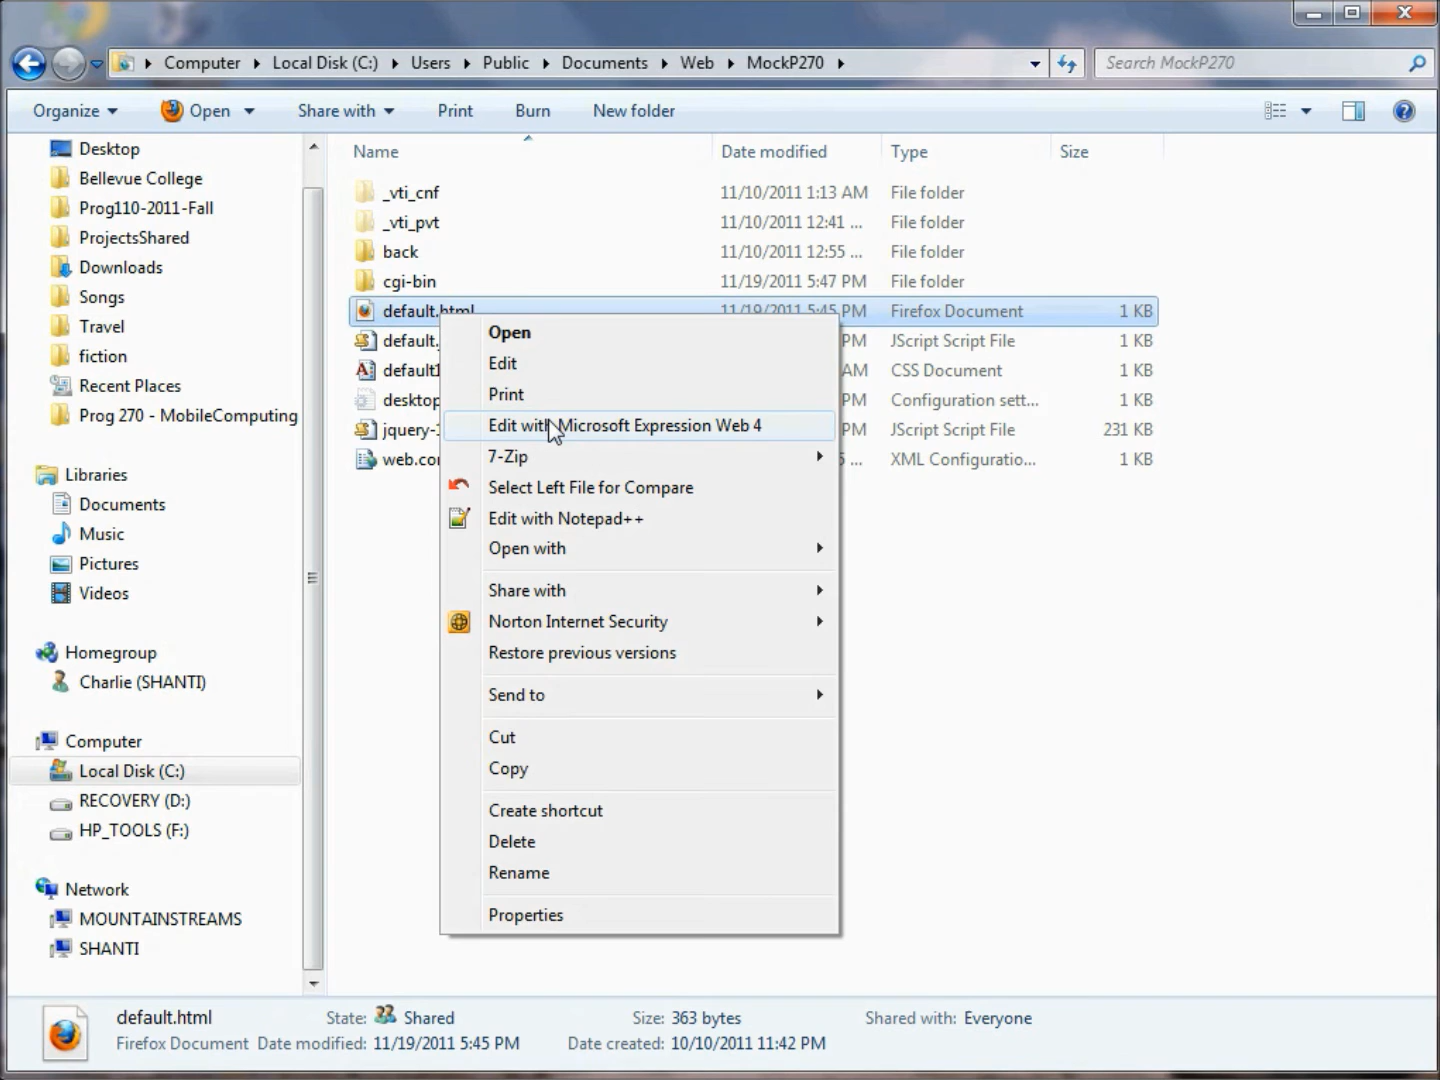 Computer Local Disk (C:) Users Public Documents Web MockP270
Search MockP270
Organize Open Share with Print Burn New folder
Desktop
Bellevue College
Prog110-2011-Fall
ProjectsShared
Downloads
Songs
Travel
fiction
Recent Places
Prog 270 - MobileComputing
Libraries
Documents
Music
Pictures
Videos
Homegroup
Charlie (SHANTI)
Computer
Local Disk (C:)
RECOVERY (D:)
HP_TOOLS (F:)
Network
MOUNTAINSTREAMS
SHANTI
Name Date modified Type Size
_vti_cnf 11/10/2011 1:13 AM File folder
_vti_pvt 11/10/2011 12:41 ... File folder
back 11/10/2011 12:55 ... File folder
cgi-bin 11/19/2011 5:47 PM File folder
default.html 11/19/2011 5:45 PM Firefox Document 1 KB
default. PM JScript Script File 1 KB
default AM CSS Document 1 KB
desktop PM Configuration sett... 1 KB
jquery- PM JScript Script File 231 KB
web.co ... XML Configuratio... 1 KB
Open
Edit
Print
Edit with Microsoft Expression Web 4
7-Zip
Select Left File for Compare
Edit with Notepad++
Open with
Share with
Norton Internet Security
Restore previous versions
Send to
Cut
Copy
Create shortcut
Delete
Rename
Properties
default.html State: Shared Size: 363 bytes Shared with: Everyone
Firefox Document Date modified: 11/19/2011 5:45 PM Date created: 10/10/2011 11:42 PM